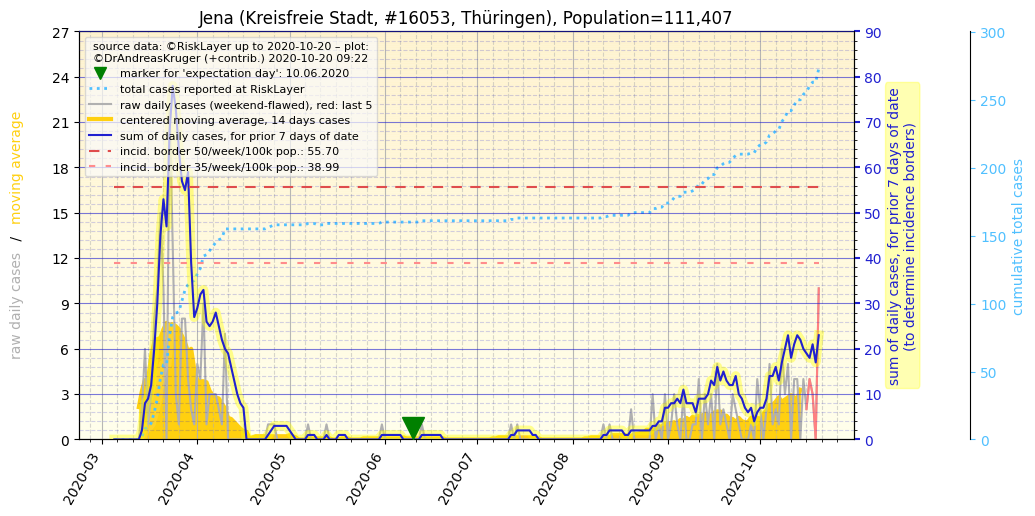 Jena (Kreisfreie Stadt, #16053, Thüringen), Population=111,407
source data: ©RiskLayer up to 2020-10-20 – plot:
©DrAndreasKruger (+contrib.) 2020-10-20 09:22
marker for 'expectation day': 10.06.2020
total cases reported at RiskLayer
raw daily cases (weekend-flawed), red: last 5
centered moving average, 14 days cases
sum of daily cases, for prior 7 days of date
incid. border 50/week/100k pop.: 55.70
incid. border 35/week/100k pop.: 38.99
raw daily cases / moving average
27
24
21
18
15
12
9
6
3
0
90
80
70
60
50
40
30
20
10
0
sum of daily cases, for prior 7 days of date
(to determine incidence borders)
300
250
200
150
100
50
0
cumulative total cases
2020-03
2020-04
2020-05
2020-06
2020-07
2020-08
2020-09
2020-10